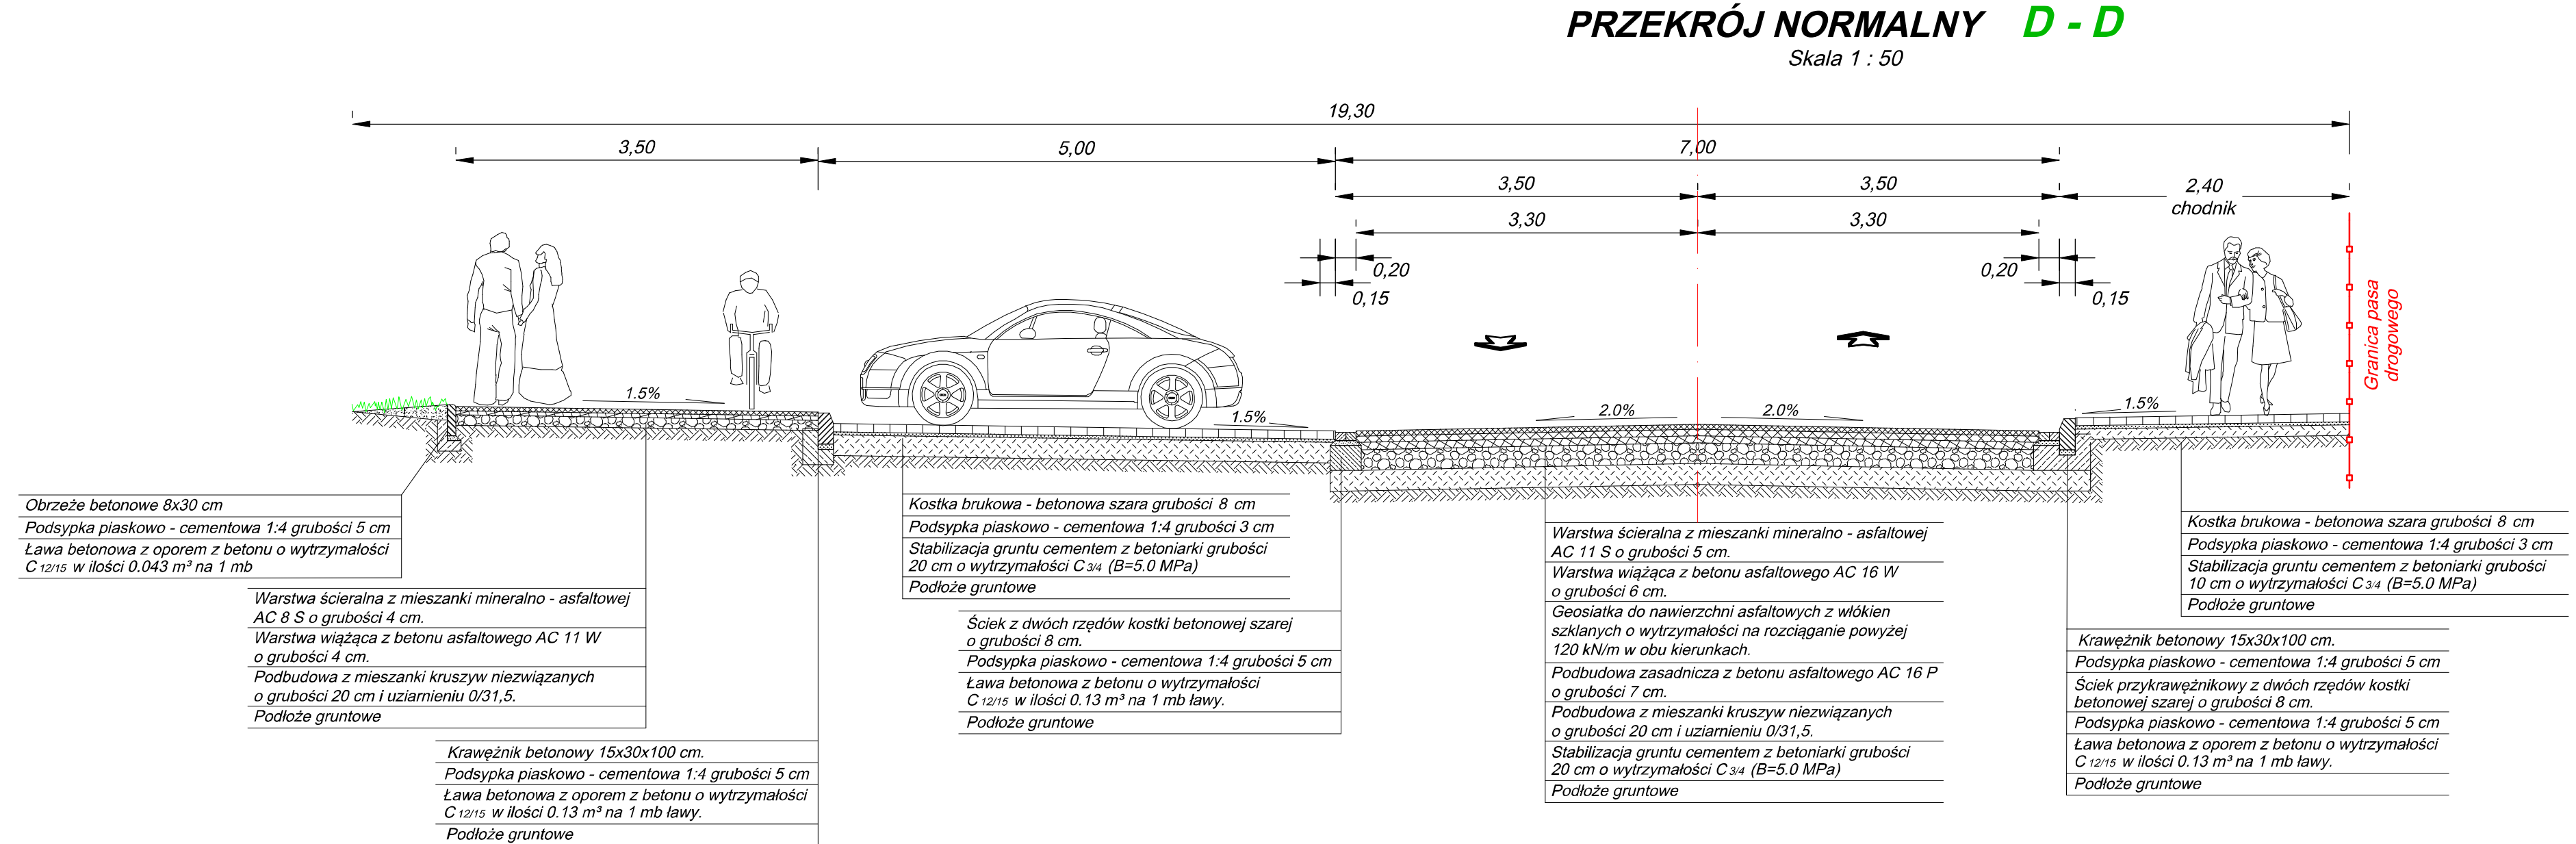 PRZEKRÓJ NORMALNY D - D
Skala 1 : 50
19,30
3,50
5,00
7,00
3,50
3,50
2,40
chodnik
3,30
3,30
0,20
0,15
0,20
0,15
Granica pasa
drogowego
1.5%
1.5%
2.0%
2.0%
1.5%
Obrzeże betonowe 8x30 cm
Podsypka piaskowo - cementowa 1:4 grubości 5 cm
Ława betonowa z oporem z betonu o wytrzymałości
C 12/15 w ilości 0.043 m³ na 1 mb
Warstwa ścieralna z mieszanki mineralno - asfaltowej
AC 8 S o grubości 4 cm.
Warstwa wiążąca z betonu asfaltowego AC 11 W
o grubości 4 cm.
Podbudowa z mieszanki kruszyw niezwiązanych
o grubości 20 cm i uziarnieniu 0/31,5.
Podłoże gruntowe
Krawężnik betonowy 15x30x100 cm.
Podsypka piaskowo - cementowa 1:4 grubości 5 cm
Ława betonowa z oporem z betonu o wytrzymałości
C 12/15 w ilości 0.13 m³ na 1 mb ławy.
Podłoże gruntowe
Kostka brukowa - betonowa szara grubości 8 cm
Podsypka piaskowo - cementowa 1:4 grubości 3 cm
Stabilizacja gruntu cementem z betoniarki grubości
20 cm o wytrzymałości C 3/4 (B=5.0 MPa)
Podłoże gruntowe
Ściek z dwóch rzędów kostki betonowej szarej
o grubości 8 cm.
Podsypka piaskowo - cementowa 1:4 grubości 5 cm
Ława betonowa z betonu o wytrzymałości
C 12/15 w ilości 0.13 m³ na 1 mb ławy.
Podłoże gruntowe
Warstwa ścieralna z mieszanki mineralno - asfaltowej
AC 11 S o grubości 5 cm.
Warstwa wiążąca z betonu asfaltowego AC 16 W
o grubości 6 cm.
Geosiatka do nawierzchni asfaltowych z włókien
szklanych o wytrzymałości na rozciąganie powyżej
120 kN/m w obu kierunkach.
Podbudowa zasadnicza z betonu asfaltowego AC 16 P
o grubości 7 cm.
Podbudowa z mieszanki kruszyw niezwiązanych
o grubości 20 cm i uziarnieniu 0/31,5.
Stabilizacja gruntu cementem z betoniarki grubości
20 cm o wytrzymałości C 3/4 (B=5.0 MPa)
Podłoże gruntowe
Kostka brukowa - betonowa szara grubości 8 cm
Podsypka piaskowo - cementowa 1:4 grubości 3 cm
Stabilizacja gruntu cementem z betoniarki grubości
10 cm o wytrzymałości C 3/4 (B=5.0 MPa)
Podłoże gruntowe
Krawężnik betonowy 15x30x100 cm.
Podsypka piaskowo - cementowa 1:4 grubości 5 cm
Ściek przykrawężnikowy z dwóch rzędów kostki
betonowej szarej o grubości 8 cm.
Podsypka piaskowo - cementowa 1:4 grubości 5 cm
Ława betonowa z oporem z betonu o wytrzymałości
C 12/15 w ilości 0.13 m³ na 1 mb ławy.
Podłoże gruntowe